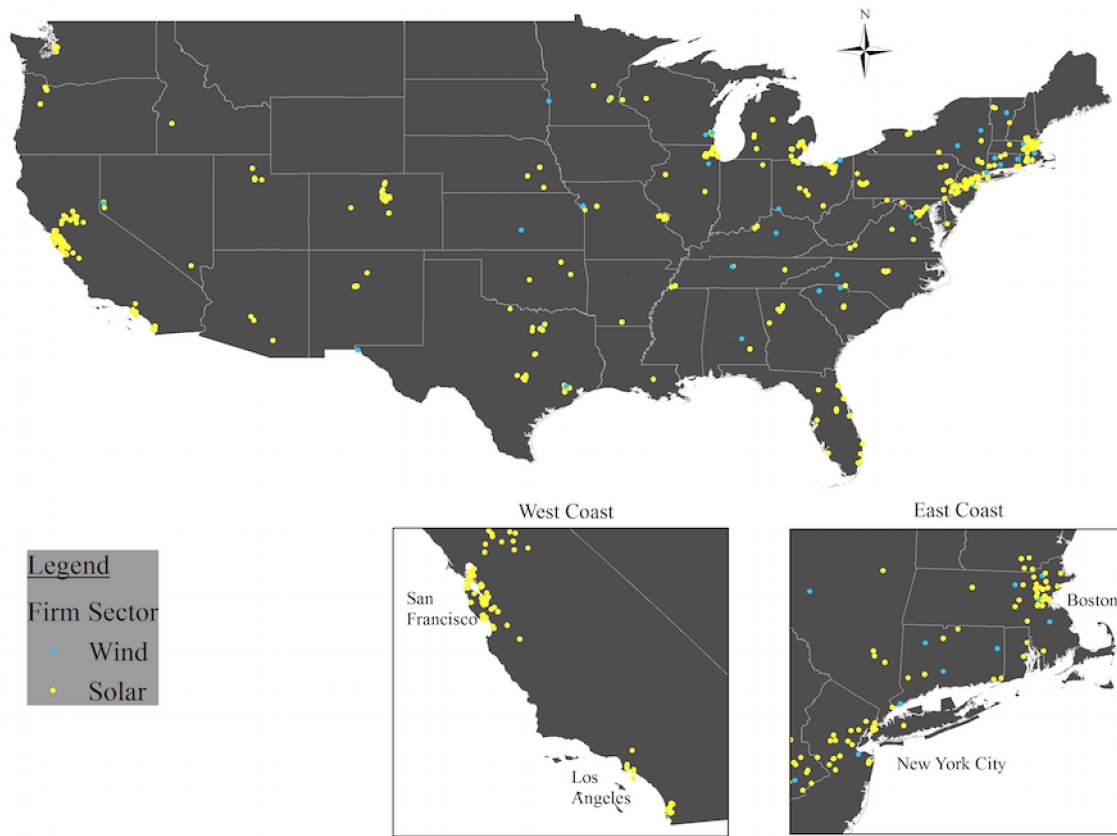 N
West Coast
East Coast
Legend
Firm Sector
Wind
Solar
San
Francisco
Los
Angeles
Boston
New York City